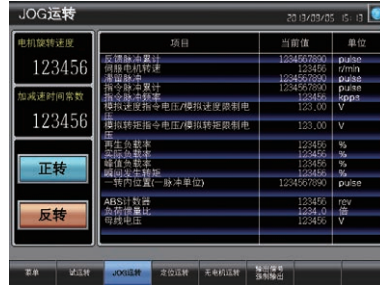 JOG运转 2013/09/05 15:13
电机旋转速度
123456
加减速时间常数
123456
正转
反转
项目 当前值 单位
反馈脉冲累计 1234567890 pulse
伺服电机转速 123456 r/min
滞留脉冲 1234567890 pulse
指令脉冲累计 1234567890 pulse
指令脉冲频率 123456 kpps
模拟速度指令电压/模拟速度限制电 123.00 V
压
模拟转矩指令电压/模拟转矩限制电 123.00 V
压
再生负载率 123456 %
实际负载率 123456 %
峰值负载率 123456 %
瞬间发生转矩 123456 %
一转内位置(一脉冲单位) 1234567890 pulse
ABS计数器 123456 rev
负荷惯量比 1234.0 倍
母线电压 123456 V
菜单 试运转 JOG运转 定位运转 无电机运转 输出信号
强制输出